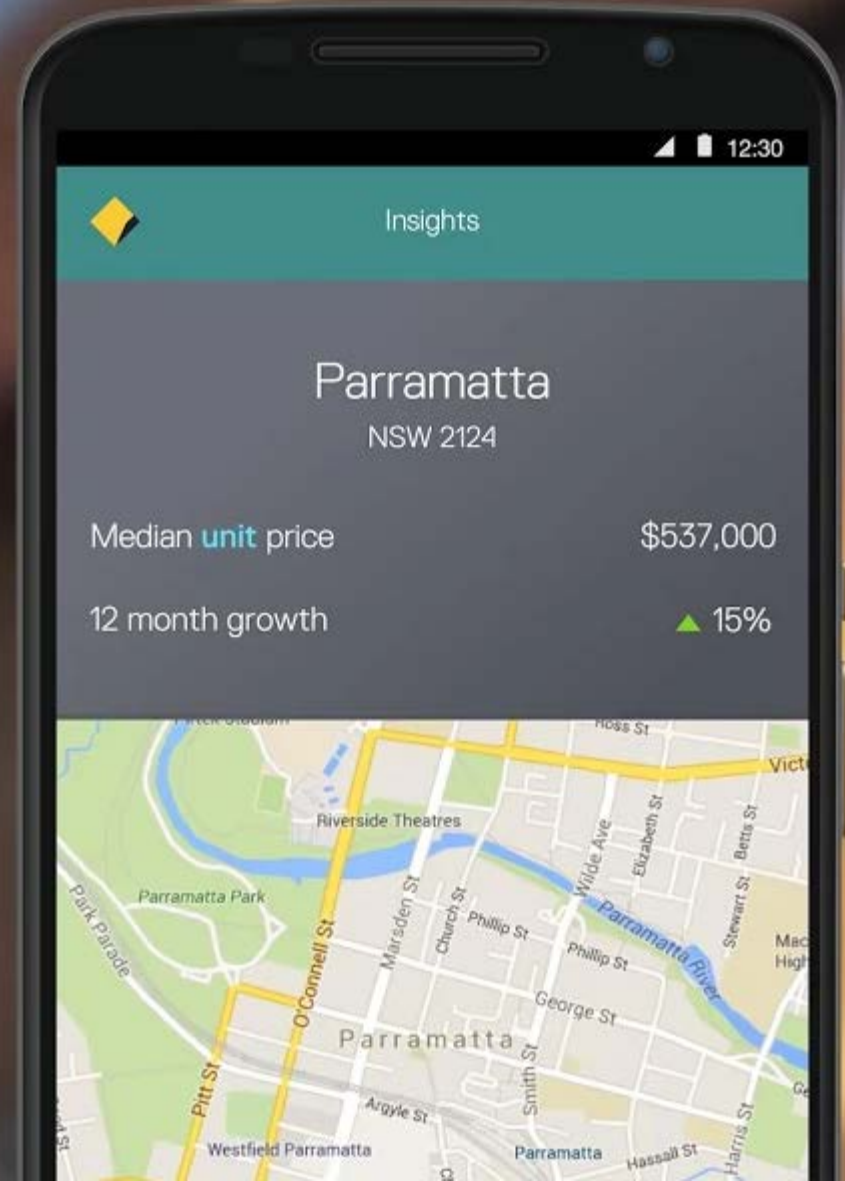 12:30
Insights
Parramatta
NSW 2124
Median unit price $537,000
12 month growth 15%
Ross St
Riverside Theatres
Elizabeth St
Betts St
Wilde Ave
Parramatta Park
Park Parade
Marsden St
Church St
Phillip St
Phillip St
Stewart St
Parramatta River
O'Connell St
George St
Parramatta
Pitt St
Smith St
Argyle St
Harris St
Westfield Parramatta
Parramatta
Hassall St